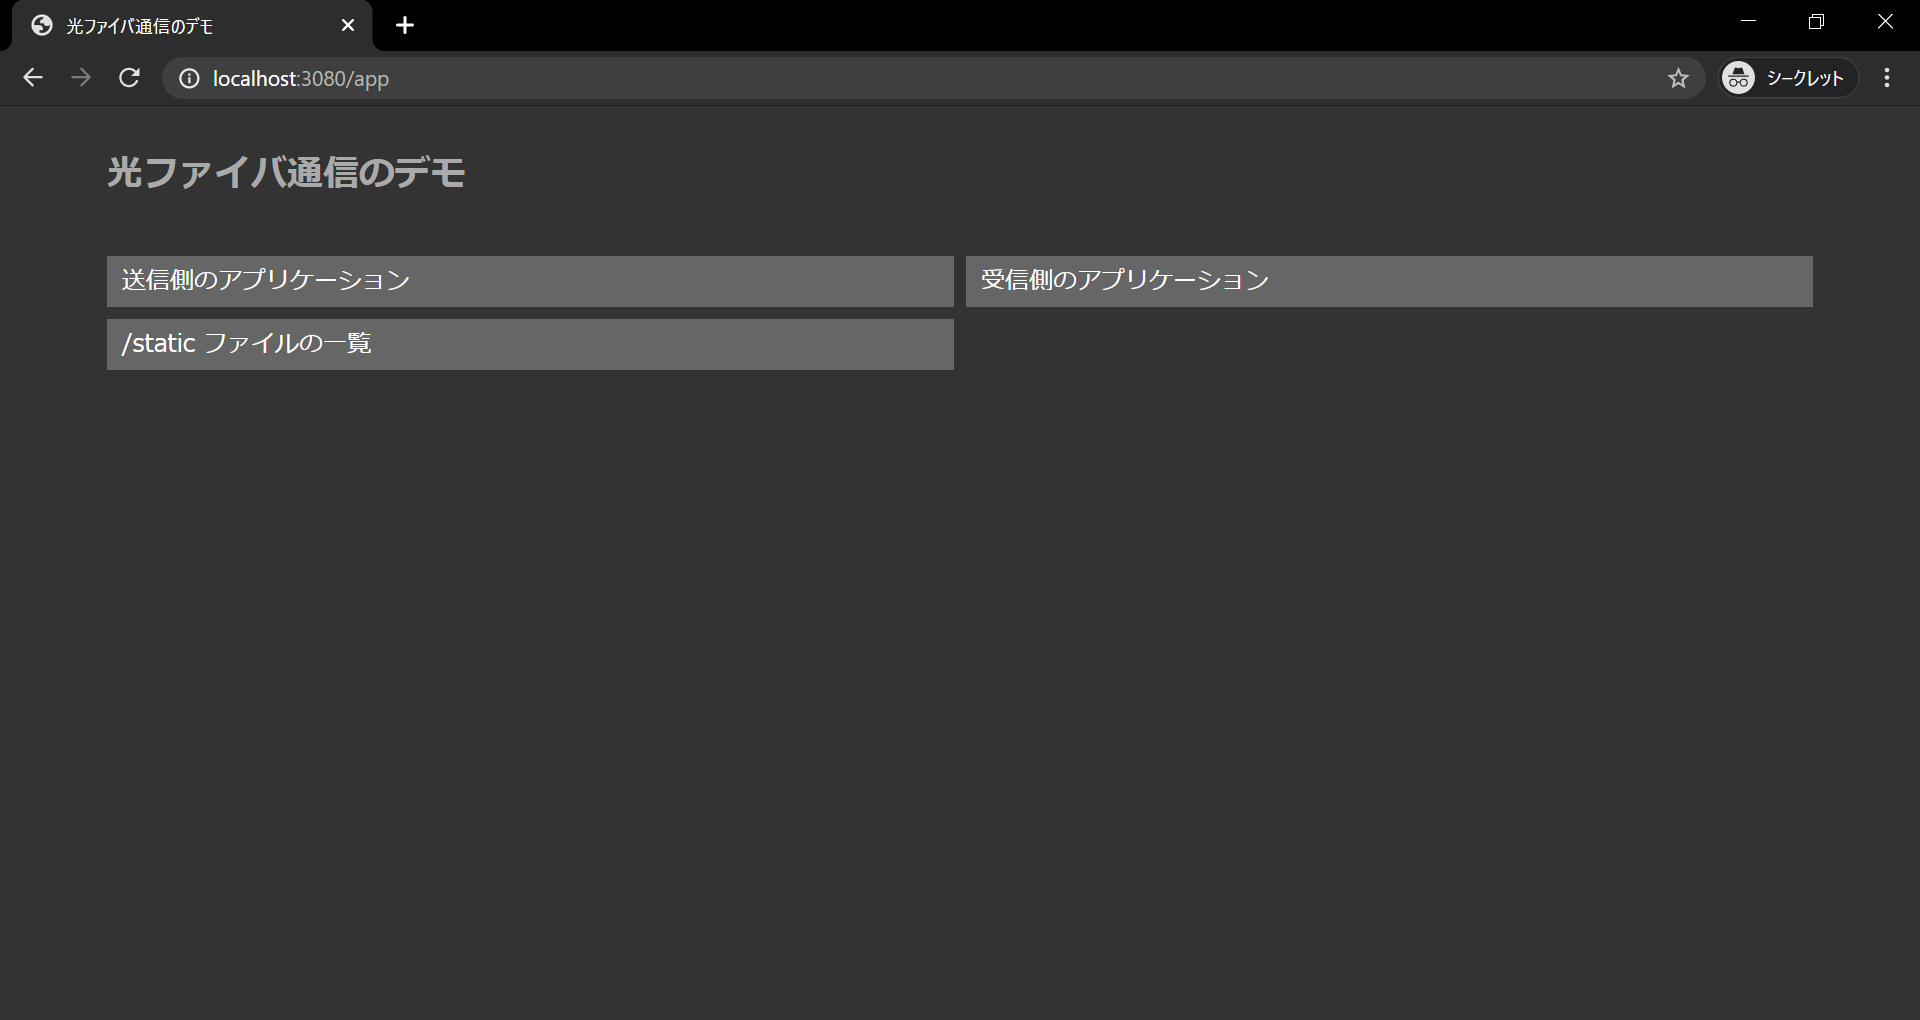 光ファイバ通信のデモ
localhost:3080/app
シークレット
光ファイバ通信のデモ
送信側のアプリケーション
受信側のアプリケーション
/static ファイルの一覧